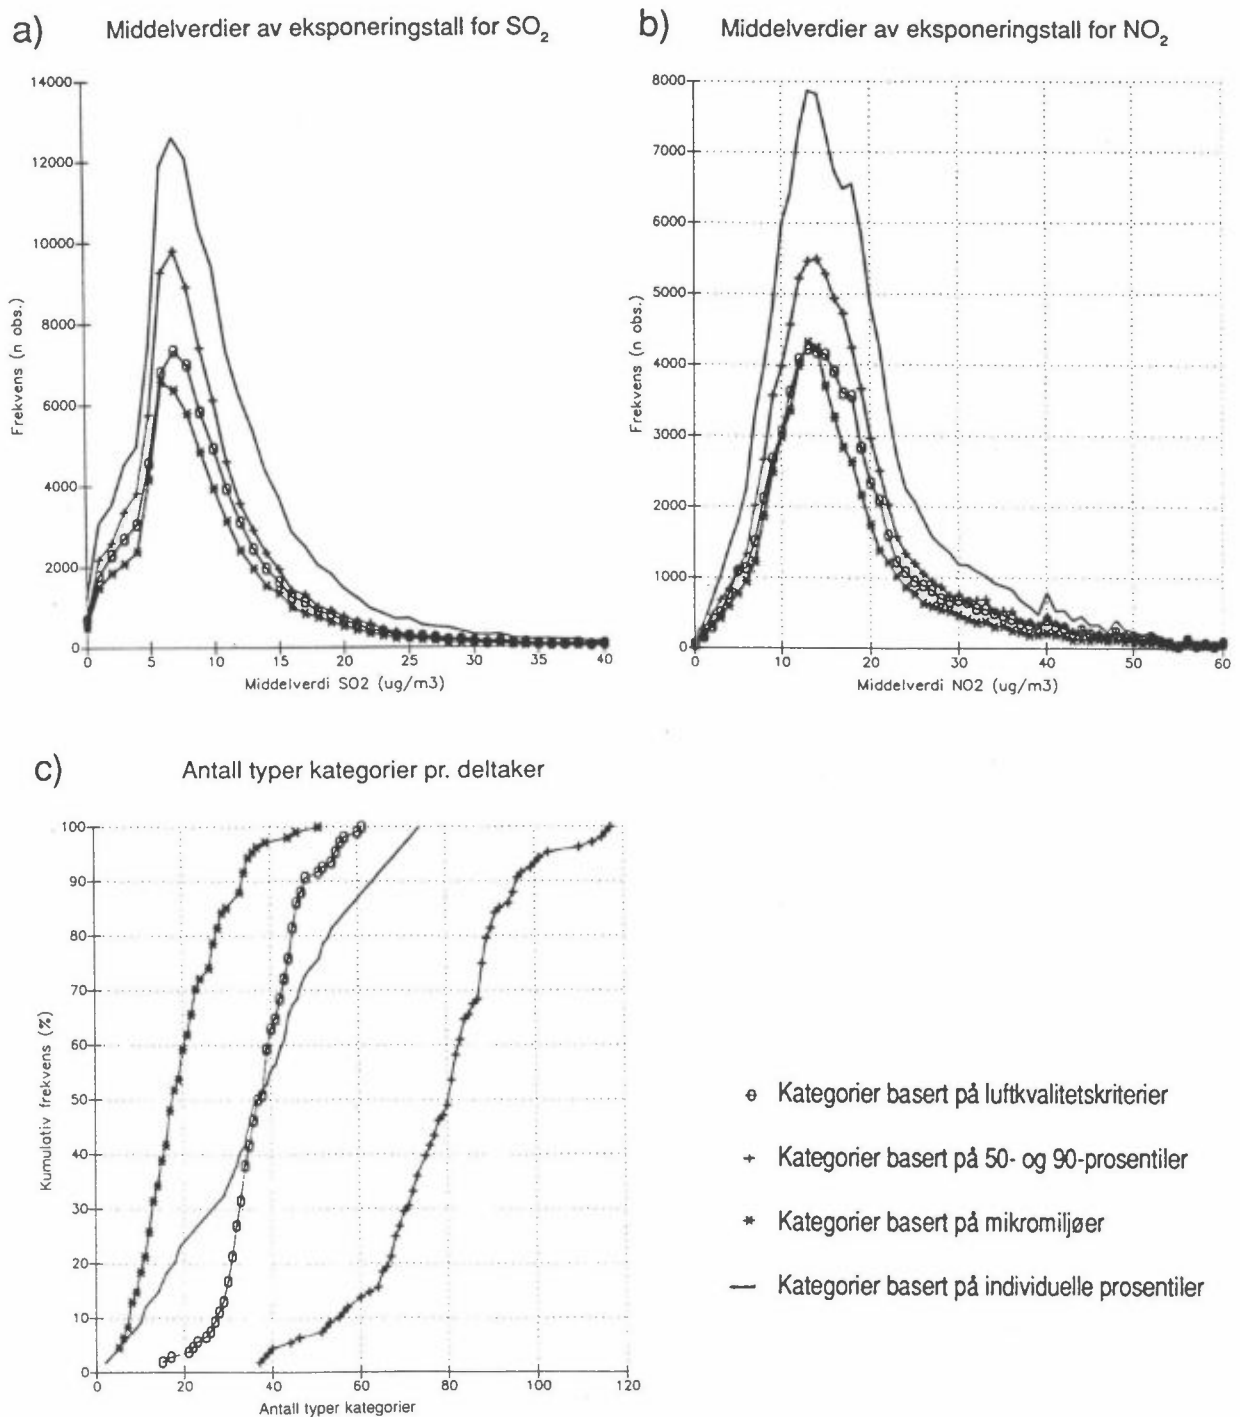 a) Middelverdier av eksponeringstall for SO2
14000
12000
10000
8000
6000
4000
2000
0
Frekvens (n obs.)
0 5 10 15 20 25 30 35 40
Middelverdi SO2 (ug/m3)
b) Middelverdier av eksponeringstall for NO2
8000
7000
6000
5000
4000
3000
2000
1000
0
Frekvens (n obs.)
0 10 20 30 40 50 60
Middelverdi NO2 (ug/m3)
c) Antall typer kategorier pr. deltaker
100
90
80
70
60
50
40
30
20
10
0
Kumulativ frekvens (%)
0 20 40 60 80 100 120
Antall typer kategorier
Kategorier basert på luftkvalitetskriterier
Kategorier basert på 50- og 90-prosentiler
Kategorier basert på mikromiljøer
Kategorier basert på individuelle prosentiler